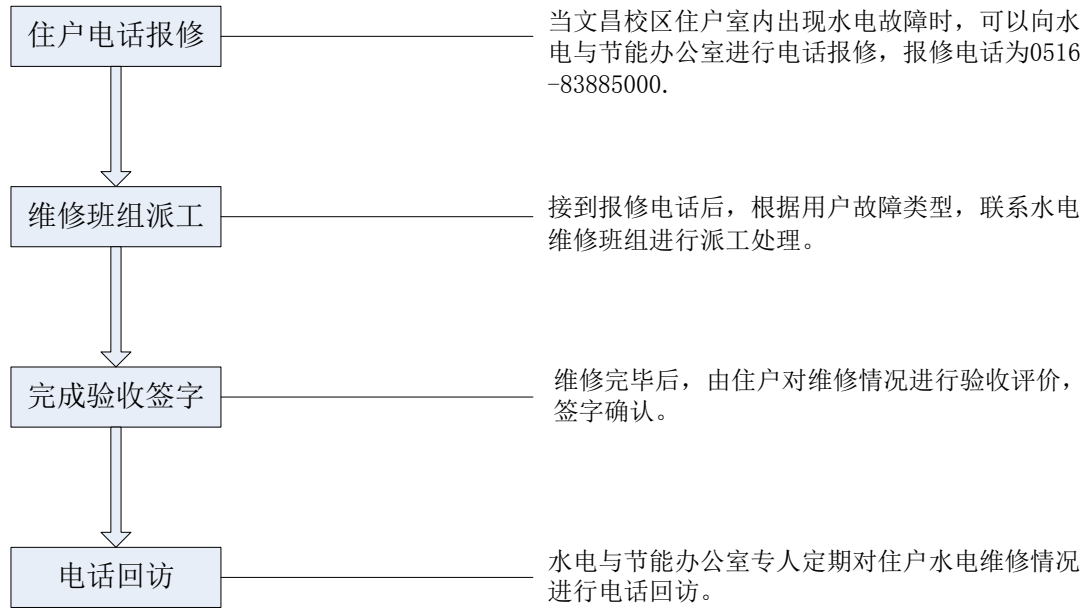 住户电话报修
当文昌校区住户室内出现水电故障时，可以向水
电与节能办公室进行电话报修，报修电话为0516
-83885000.
维修班组派工
接到报修电话后，根据用户故障类型，联系水电
维修班组进行派工处理。
完成验收签字
维修完毕后，由住户对维修情况进行验收评价，
签字确认。
电话回访
水电与节能办公室专人定期对住户水电维修情况
进行电话回访。